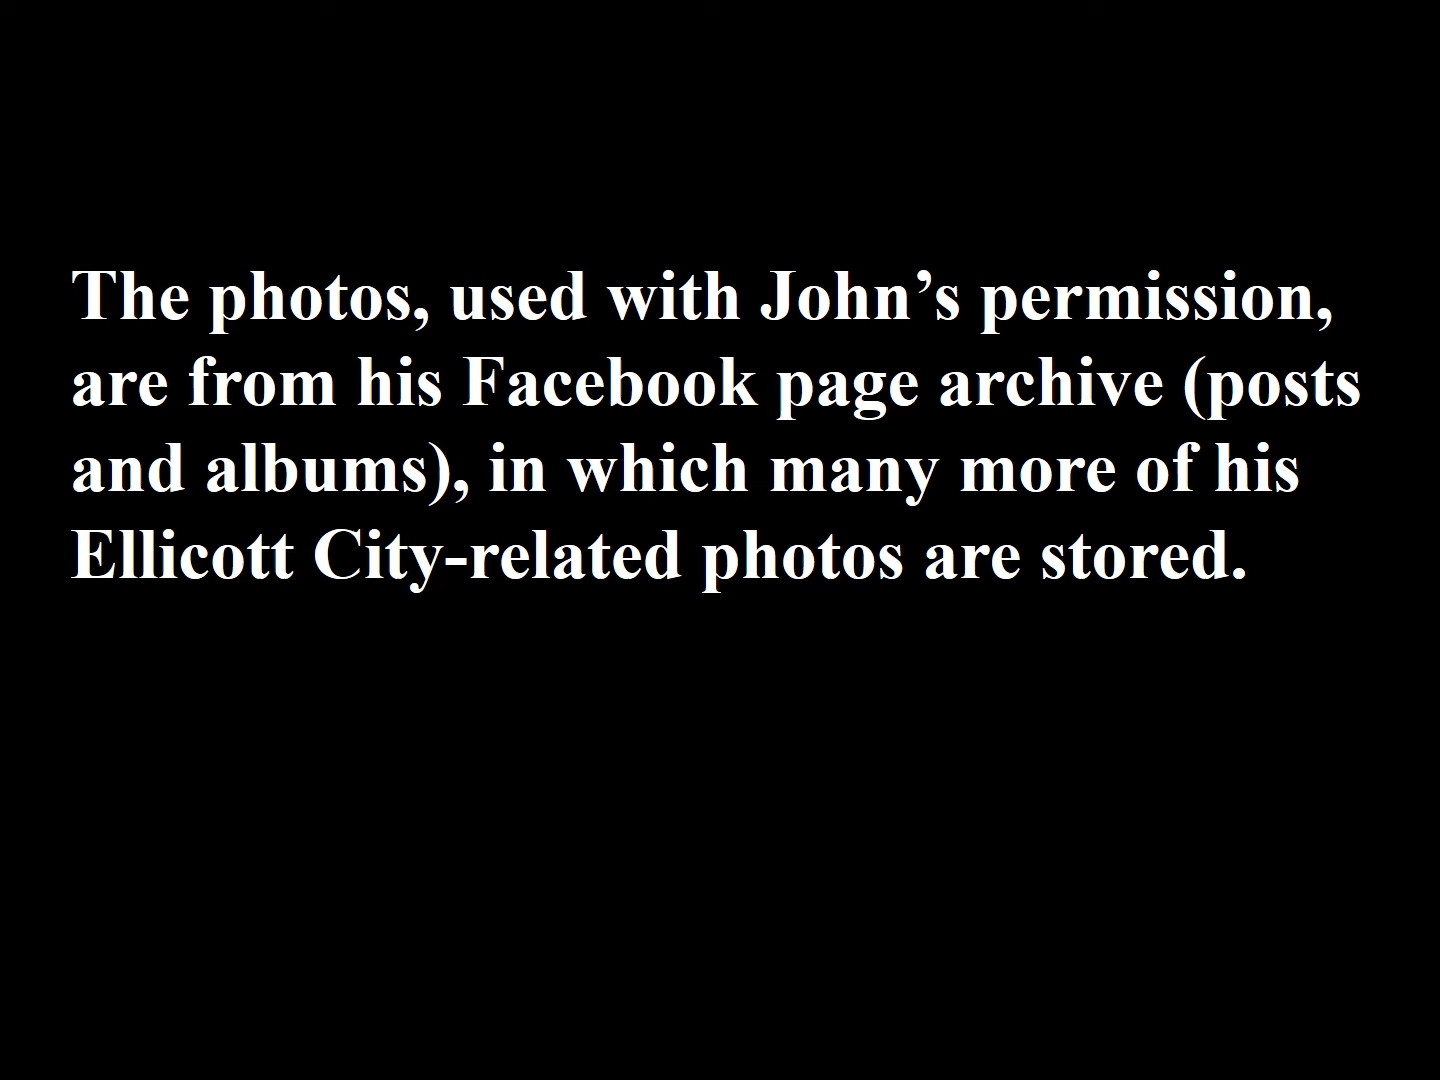 The photos, used with John’s permission,
are from his Facebook page archive (posts
and albums), in which many more of his
Ellicott City-related photos are stored.